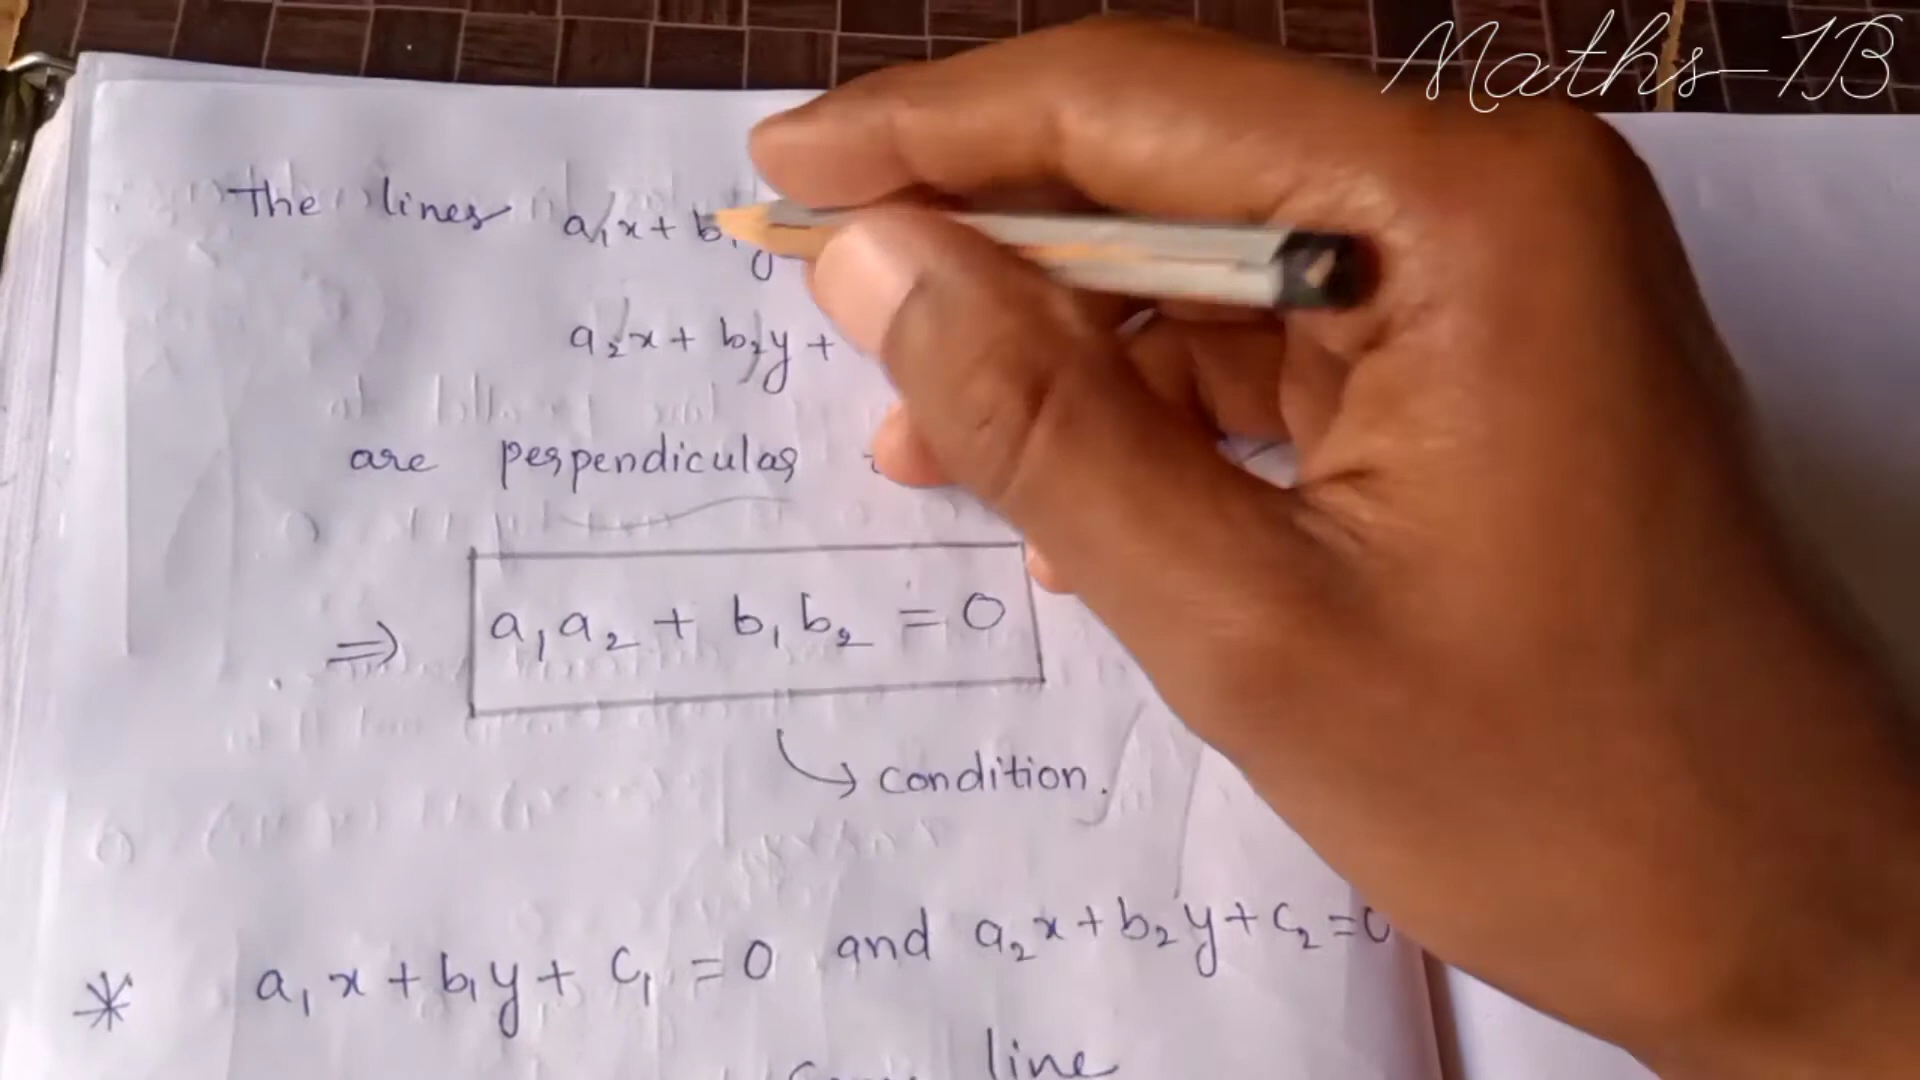 Maths-1B
The lines a₁x + b₁y
a₂x + b₂y +
are perpendicular
⇒ a₁a₂ + b₁b₂ = 0
↳ condition.
* a₁x + b₁y + c₁ = 0 and a₂x + b₂y + c₂ = 0
line